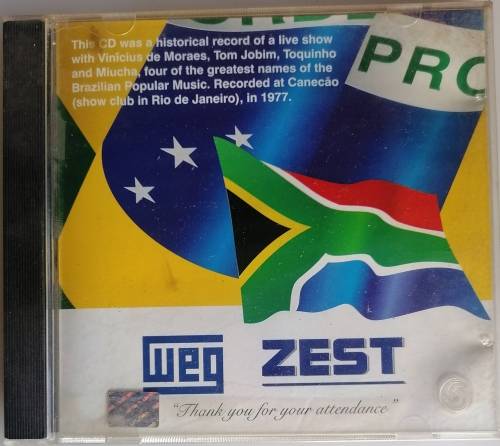 ORDE
PRO
This CD was a historical record of a live show
with Vinícius de Moraes, Tom Jobim, Toquinho
and Miucha, four of the greatest names of the
Brazilian Popular Music. Recorded at Canecão
(show club in Rio de Janeiro), in 1977.
weg ZEST
"Thank you for your attendance"